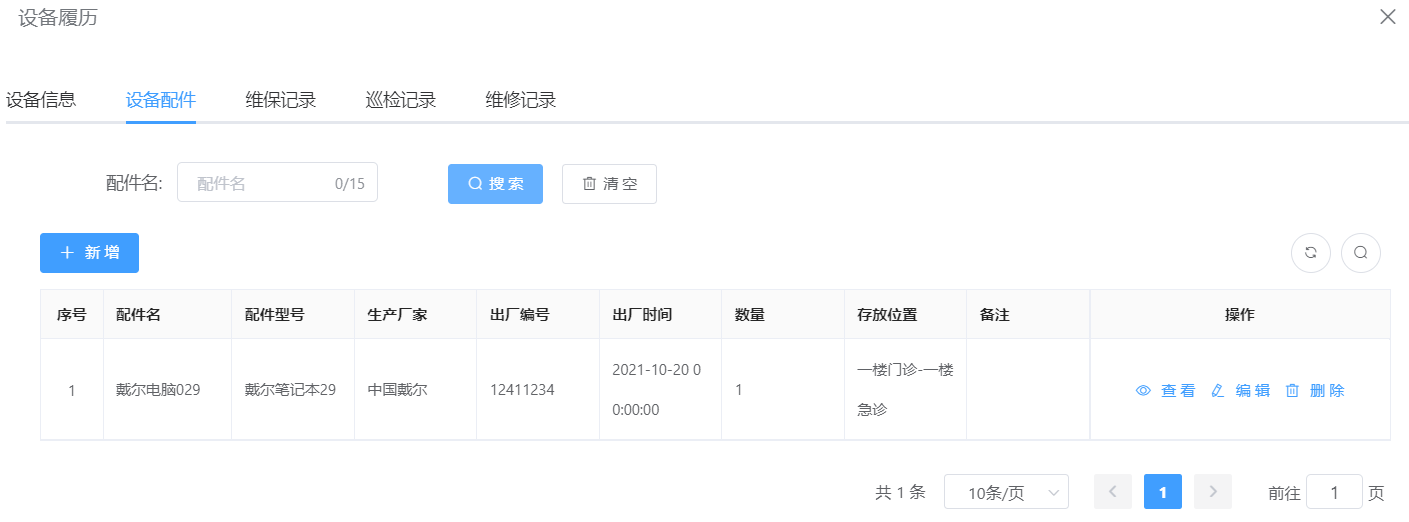 设备履历
设备信息 设备配件 维保记录 巡检记录 维修记录
配件名: 配件名 0/15 搜索 清空
新增
序号 配件名 配件型号 生产厂家 出厂编号 出厂时间 数量 存放位置 备注 操作
1 戴尔电脑029 戴尔笔记本29 中国戴尔 12411234 2021-10-20 0 1 一楼门诊-一楼 查看 编辑 删除
0:00:00 急诊
共 1 条 10条/页 1 前往 1 页